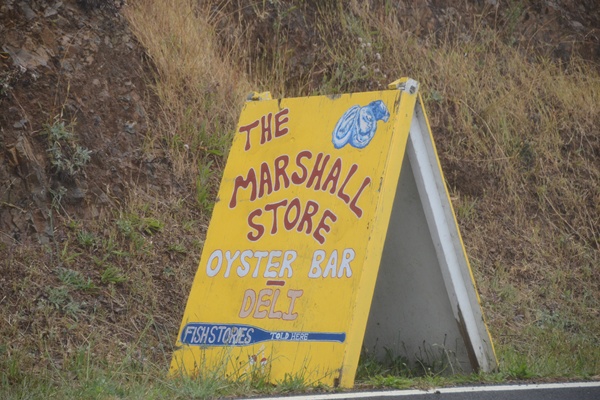 THE
MARSHALL
STORE
OYSTER BAR
DELI
FISH STORIES TOLD HERE